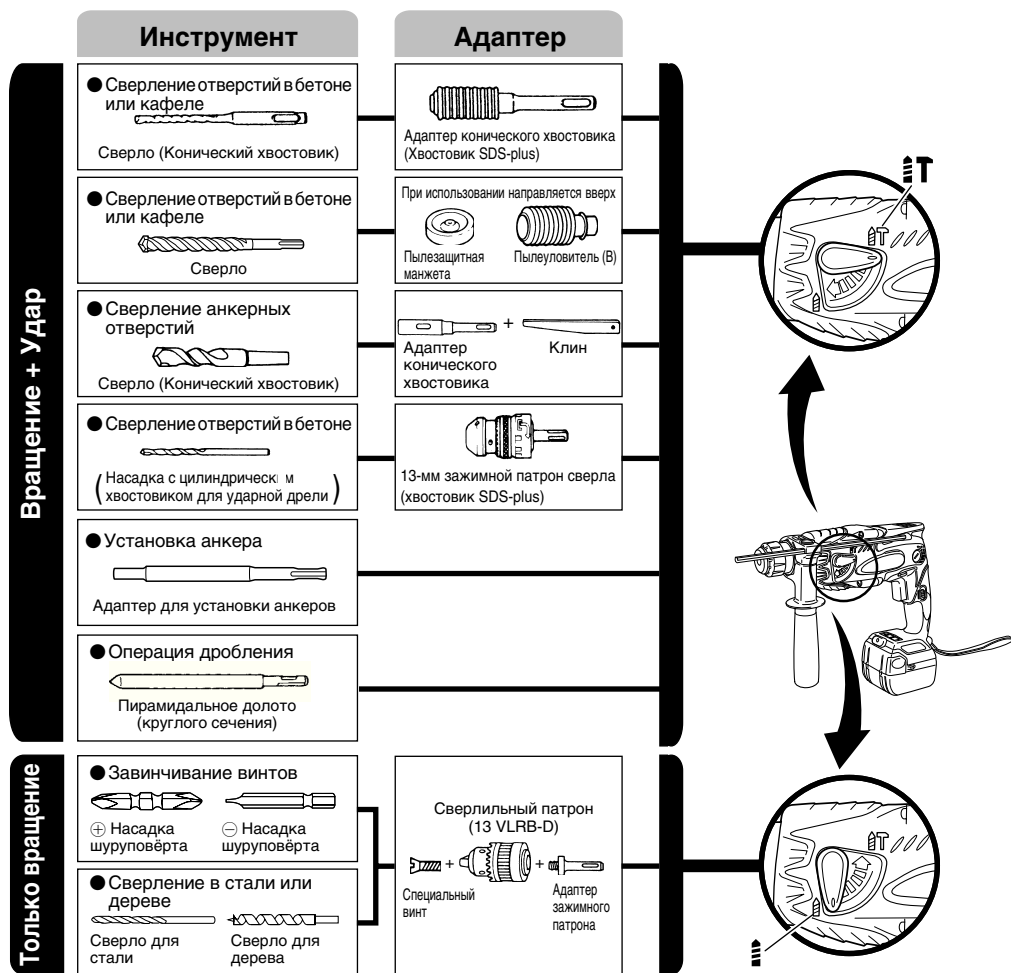 Инструмент
Адаптер
Вращение + Удар
● Сверление отверстий в бетоне
или кафеле
Сверло (Конический хвостовик)
Адаптер конического хвостовика
(Хвостовик SDS-plus)
● Сверление отверстий в бетоне
или кафеле
Сверло
При использовании направляется вверх
Пылезащитная
манжета
Пылеуловитель (B)
● Сверление анкерных
отверстий
Сверло (Конический хвостовик)
+
Адаптер
конического
хвостовика
Клин
● Сверление отверстий в бетоне
(Насадка с цилиндрическ м
хвостовиком для ударной дрели)
13-мм зажимной патрон сверла
(хвостовик SDS-plus)
● Установка анкера
Адаптер для установки анкеров
● Операция дробления
Пирамидальное долото
(круглого сечения)
Только вращение
● Завинчивание винтов
⊕ Насадка
шуруповёрта
⊖ Насадка
шуруповёрта
● Сверление в стали или
дереве
Сверло для
стали
Сверло для
дерева
Сверлильный патрон
(13 VLRB-D)
+ +
Специальный
винт
Адаптер
зажимного
патрона